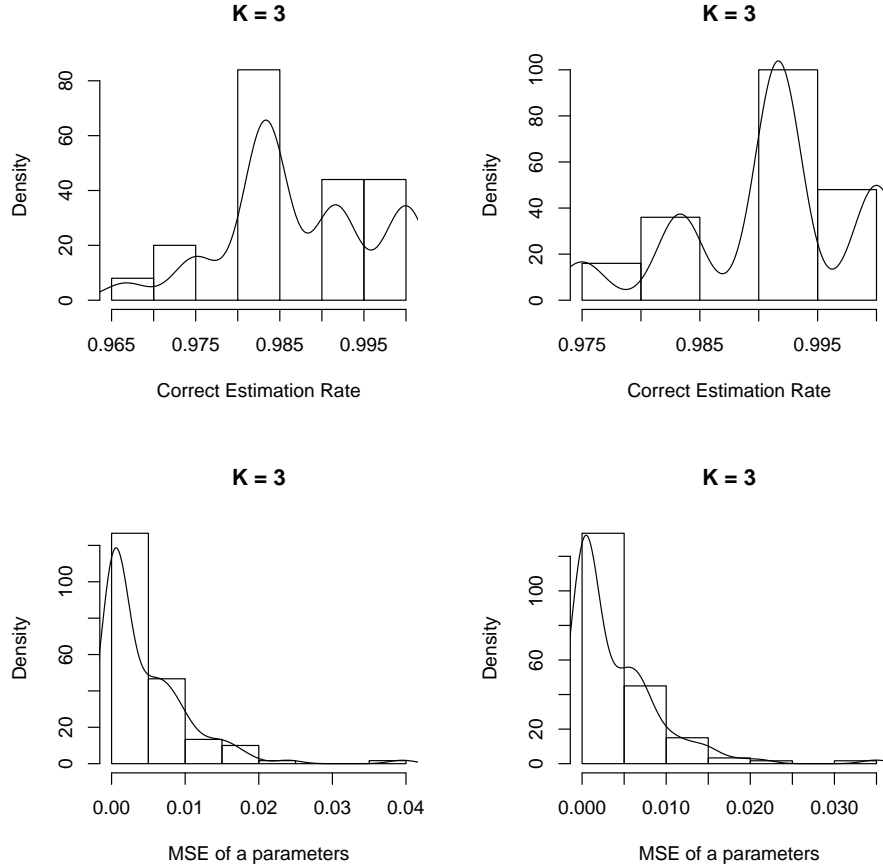 K = 3
Density
0 20 40 60 80
0.965 0.975 0.985 0.995
Correct Estimation Rate
K = 3
Density
0 20 40 60 80 100
0.975 0.985 0.995
Correct Estimation Rate
K = 3
Density
0 20 60 100
0.00 0.01 0.02 0.03 0.04
MSE of a parameters
K = 3
Density
0 20 60 100
0.000 0.010 0.020 0.030
MSE of a parameters